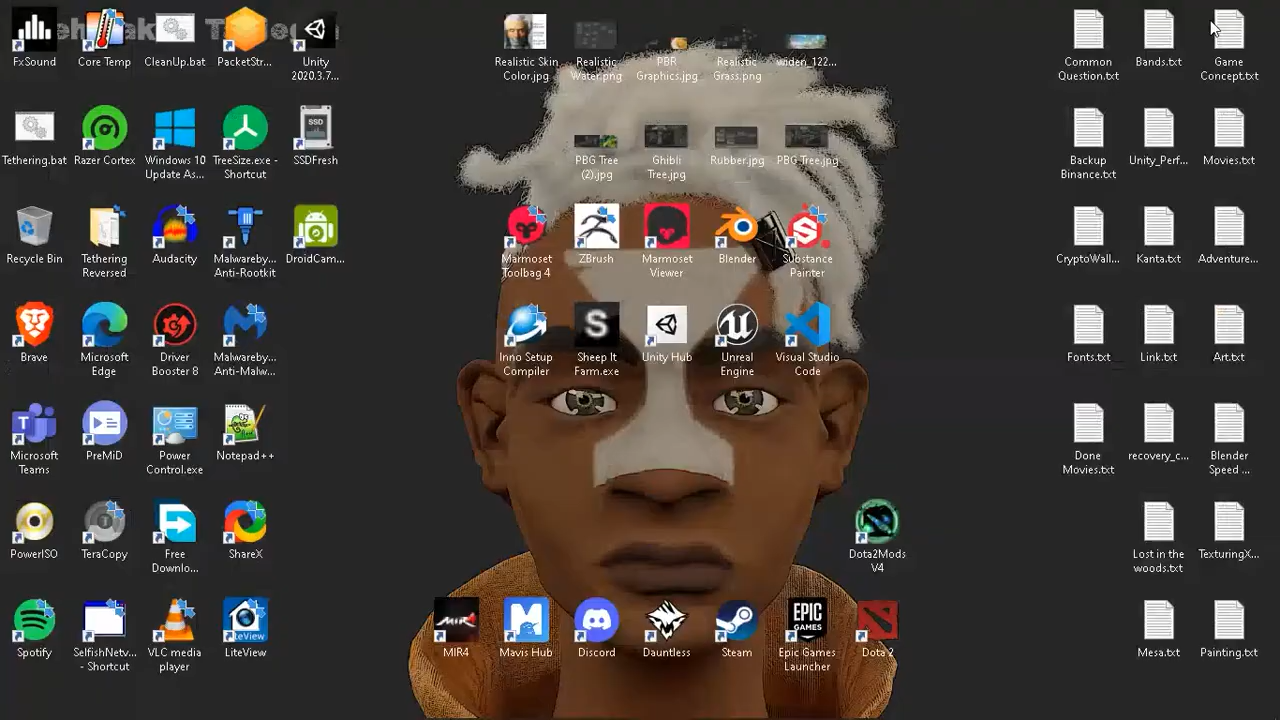 FxSound
Core Temp
CleanUp.bat
PacketStr...
Unity
2020.3.7...
Realistic Skin
Color.jpg
Realistic
Water.png
PBR
Graphics.jpg
Realistic
Grass.png
widen_122...
Common
Question.txt
Bands.txt
Game
Concept.txt
Tethering.bat
Razer Cortex
Windows 10
Update As...
TreeSize.exe -
Shortcut
SSD
SSDFresh
PBG Tree
(2).jpg
Ghibli
Tree.jpg
Rubber.jpg
PBG Tree.jpg
Backup
Binance.txt
Unity_Perf...
Movies.txt
Recycle Bin
Tethering
Reversed
Audacity
Malwareby...
Anti-Rootkit
DroidCam...
Marmoset
Toolbag 4
ZBrush
Marmoset
Viewer
Blender
Substance
Painter
CryptoWall...
Kanta.txt
Adventure...
Brave
Microsoft
Edge
Driver
Booster 8
Malwareby...
Anti-Malw...
Inno Setup
Compiler
S
Sheep It
Farm.exe
Unity Hub
Unreal
Engine
Visual Studio
Code
Fonts.txt
Link.txt
Art.txt
Microsoft
Teams
PreMiD
Power
Control.exe
Notepad++
Done
Movies.txt
recovery_c...
Blender
Speed ...
PowerISO
TeraCopy
Free
Downlo...
ShareX
Dota2Mods
V4
Lost in the
woods.txt
TexturingX...
Spotify
SelfishNetv...
- Shortcut
VLC media
player
LiteView
MIR4
Mavis Hub
Discord
Dauntless
Steam
EPIC
GAMES
Epic Games
Launcher
Dota 2
Mesa.txt
Painting.txt